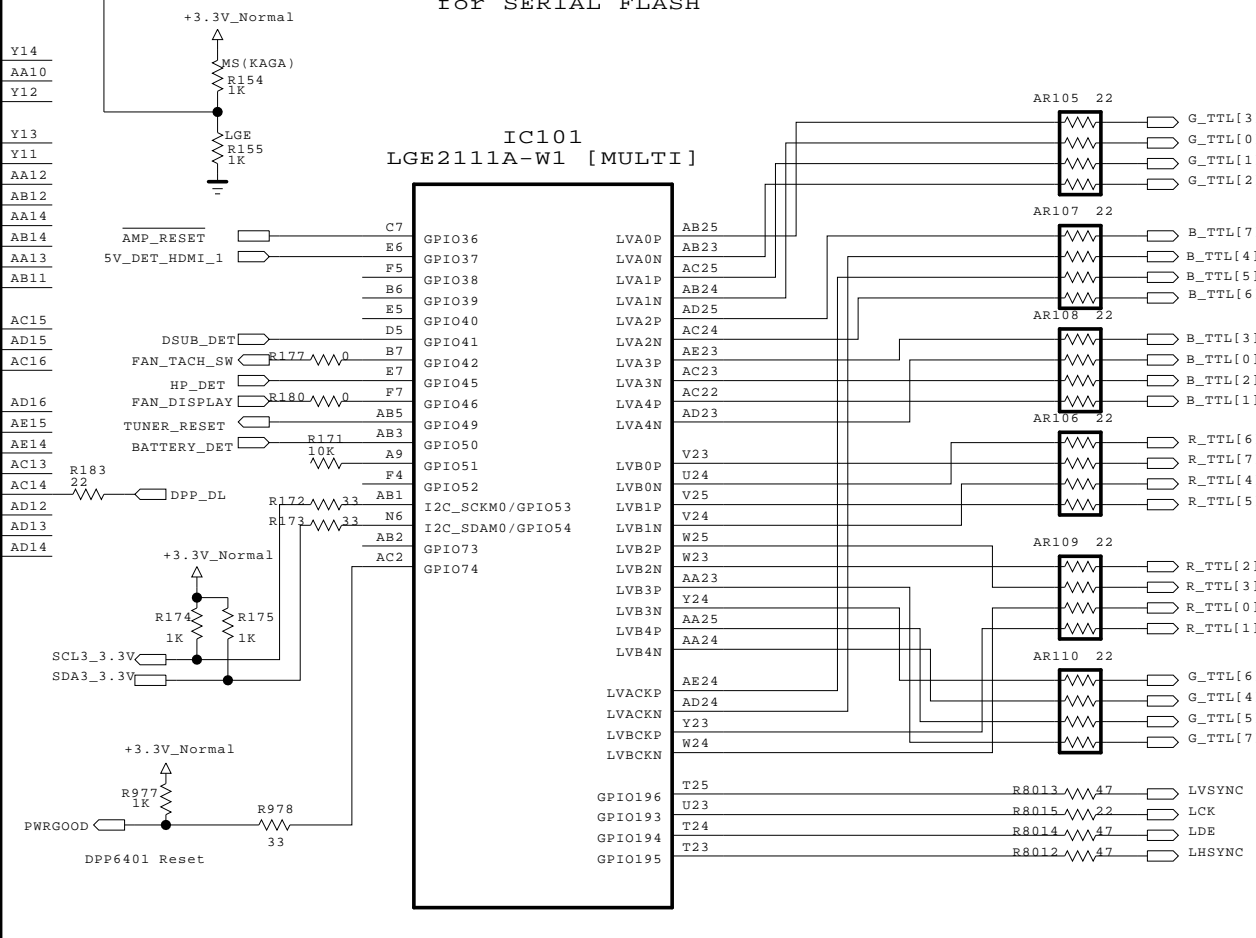 for SERIAL FLASH
+3.3V_Normal
MS(KAGA)
R154
1K
LGE
R155
1K
Y14
AA10
Y12
Y13
Y11
AA12
AB12
AA14
AB14
AA13
AB11
AC15
AD15
AC16
AD16
AE15
AE14
AC13
AC14
AD12
AD13
AD14
R183
22
DPP_DL
IC101
LGE2111A-W1 [MULTI]
AMP_RESET
5V_DET_HDMI_1
DSUB_DET
FAN_TACH_SW
R177 0
HP_DET
FAN_DISPLAY
R180 0
TUNER_RESET
BATTERY_DET
R171
10K
R172 33
R173 33
+3.3V_Normal
R174
1K
R175
1K
SCL3_3.3V
SDA3_3.3V
+3.3V_Normal
R977
1K
R978
33
PWRGOOD
DPP6401 Reset
C7 GPIO36
E6 GPIO37
F5 GPIO38
B6 GPIO39
E5 GPIO40
D5 GPIO41
B7 GPIO42
E7 GPIO45
F7 GPIO46
AB5 GPIO49
AB3 GPIO50
A9 GPIO51
F4 GPIO52
AB1 I2C_SCKM0/GPIO53
N6 I2C_SDAM0/GPIO54
AB2 GPIO73
AC2 GPIO74
LVA0P AB25
LVA0N AB23
LVA1P AC25
LVA1N AB24
LVA2P AD25
LVA2N AC24
LVA3P AE23
LVA3N AC23
LVA4P AC22
LVA4N AD23
LVB0P V23
LVB0N U24
LVB1P V25
LVB1N V24
LVB2P W25
LVB2N W23
LVB3P AA23
LVB3N Y24
LVB4P AA25
LVB4N AA24
LVACKP AE24
LVACKN AD24
LVBCKP Y23
LVBCKN W24
GPIO196 T25
GPIO193 U23
GPIO194 T24
GPIO195 T23
AR105 22
G_TTL[3
G_TTL[0
G_TTL[1
G_TTL[2
AR107 22
B_TTL[7
B_TTL[4]
B_TTL[5]
B_TTL[6
AR108 22
B_TTL[3]
B_TTL[0]
B_TTL[2]
B_TTL[1]
AR106 22
R_TTL[6
R_TTL[7
R_TTL[4
R_TTL[5
AR109 22
R_TTL[2]
R_TTL[3]
R_TTL[0]
R_TTL[1]
AR110 22
G_TTL[6
G_TTL[4
G_TTL[5
G_TTL[7
R8013 47 LVSYNC
R8015 22 LCK
R8014 47 LDE
R8012 47 LHSYNC